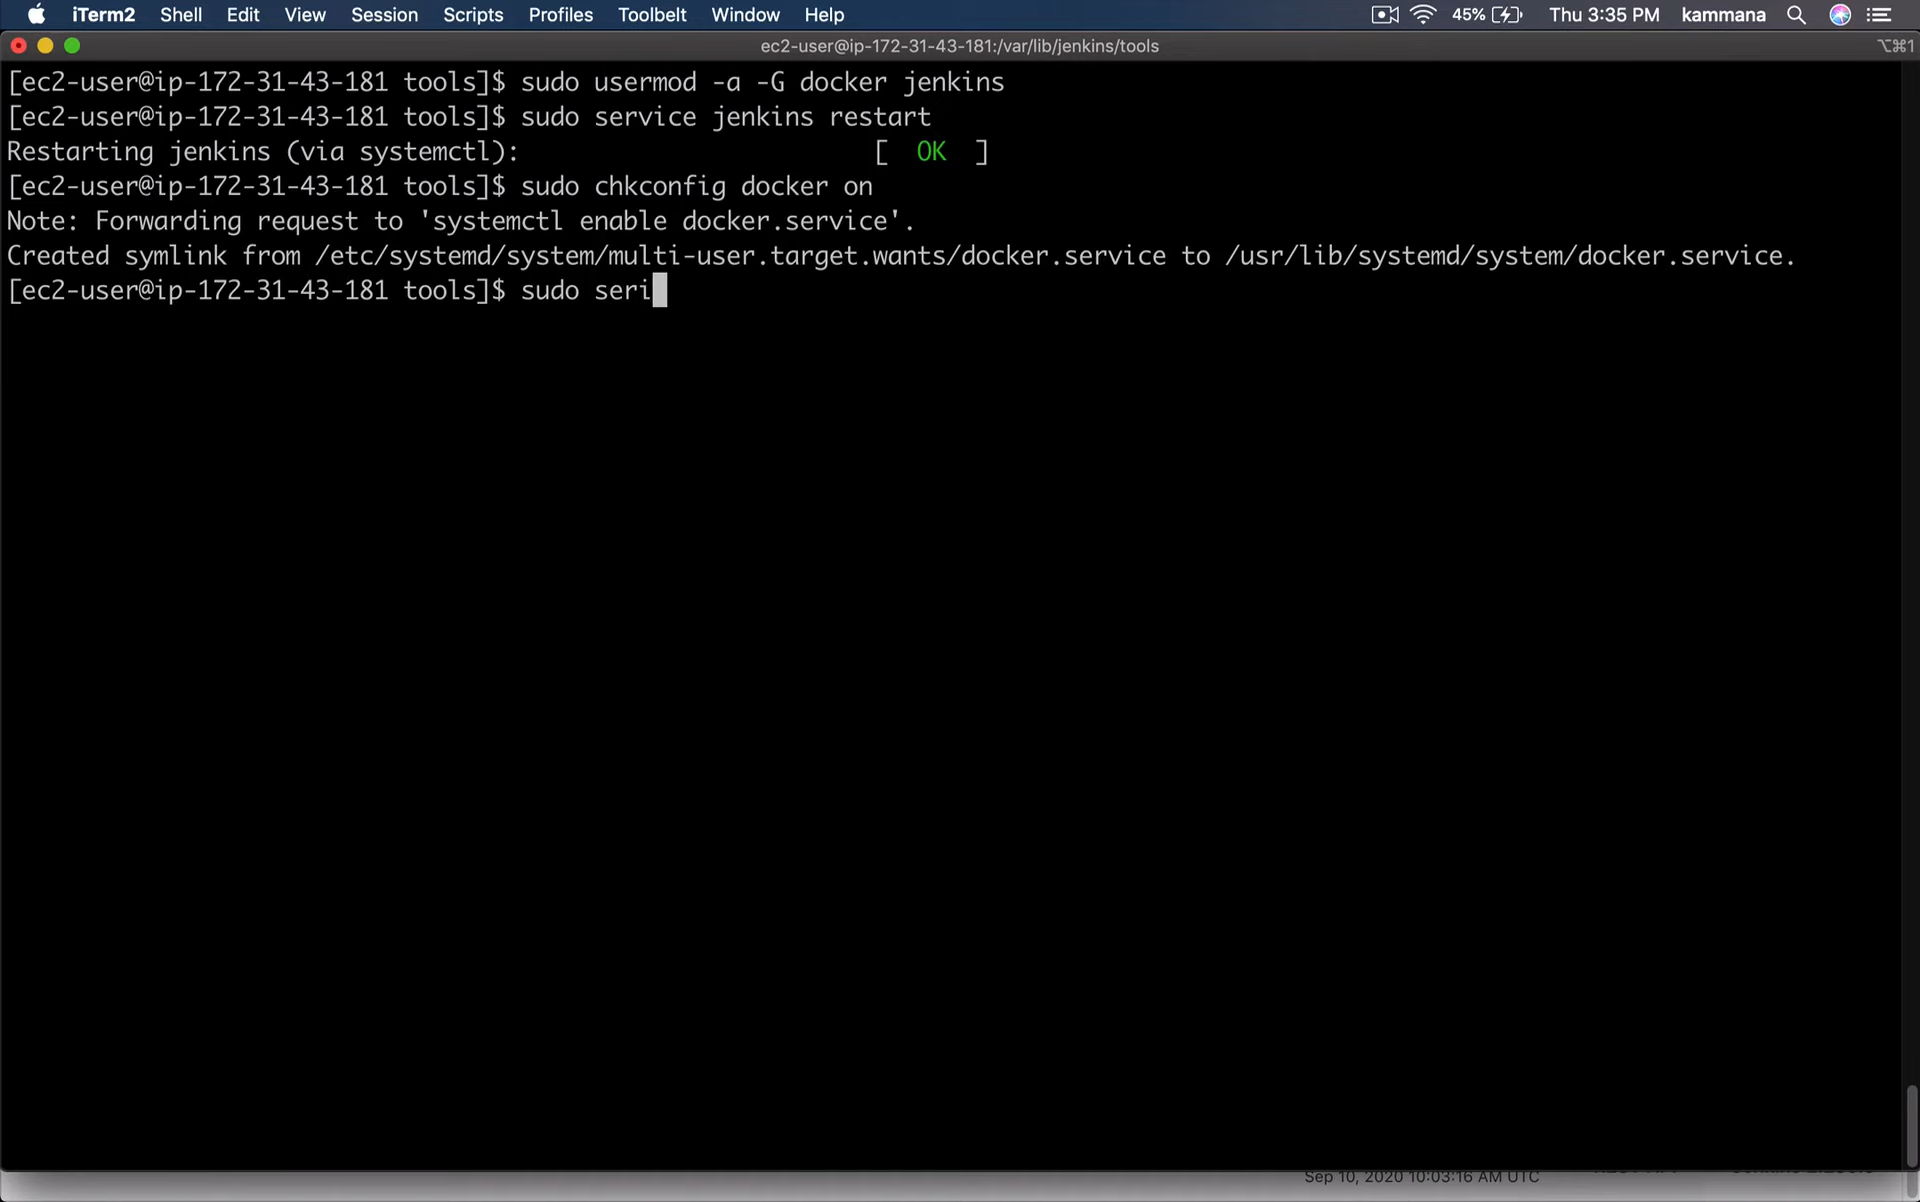 iTerm2 Shell Edit View Session Scripts Profiles Toolbelt Window Help 45% Thu 3:35 PM kammana
ec2-user@ip-172-31-43-181:/var/lib/jenkins/tools ⌥⌘1
[ec2-user@ip-172-31-43-181 tools]$ sudo usermod -a -G docker jenkins
[ec2-user@ip-172-31-43-181 tools]$ sudo service jenkins restart
Restarting jenkins (via systemctl): [ OK ]
[ec2-user@ip-172-31-43-181 tools]$ sudo chkconfig docker on
Note: Forwarding request to 'systemctl enable docker.service'.
Created symlink from /etc/systemd/system/multi-user.target.wants/docker.service to /usr/lib/systemd/system/docker.service.
[ec2-user@ip-172-31-43-181 tools]$ sudo seri
Sep 10, 2020 10:03:16 AM UTC